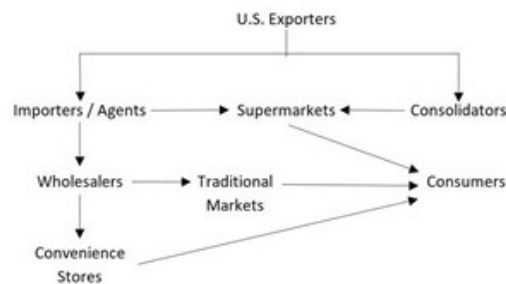 U.S. Exporters
Importers / Agents
Supermarkets
Consolidators
Wholesalers
Traditional
Markets
Consumers
Convenience
Stores